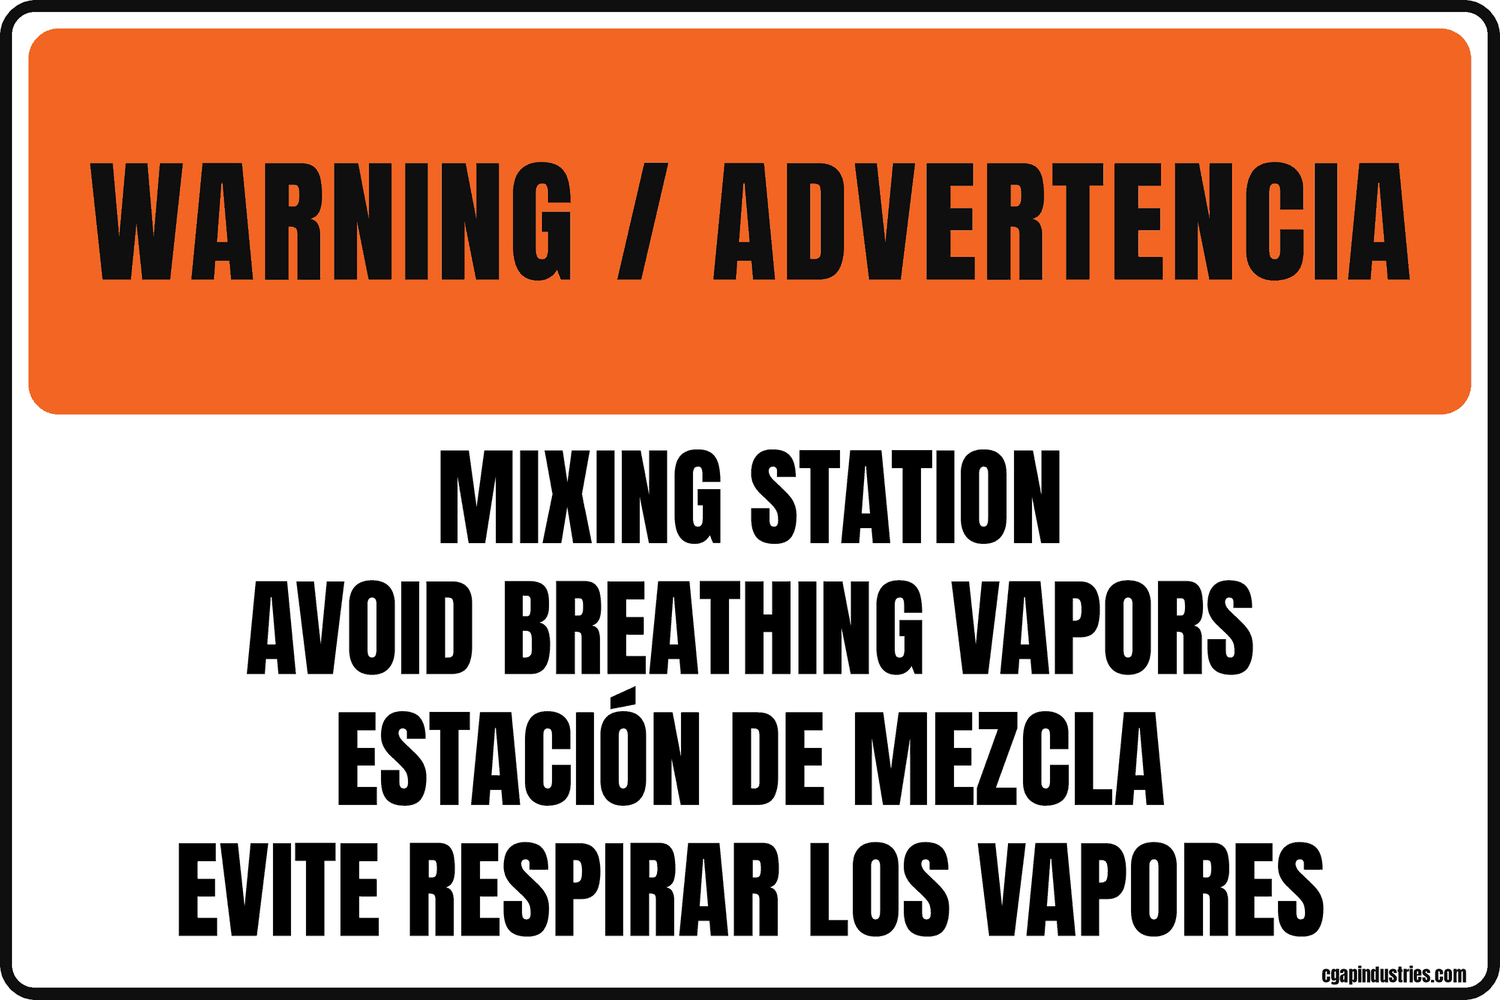 WARNING / ADVERTENCIA
MIXING STATION
AVOID BREATHING VAPORS
ESTACIÓN DE MEZCLA
EVITE RESPIRAR LOS VAPORES
cgapindustries.com